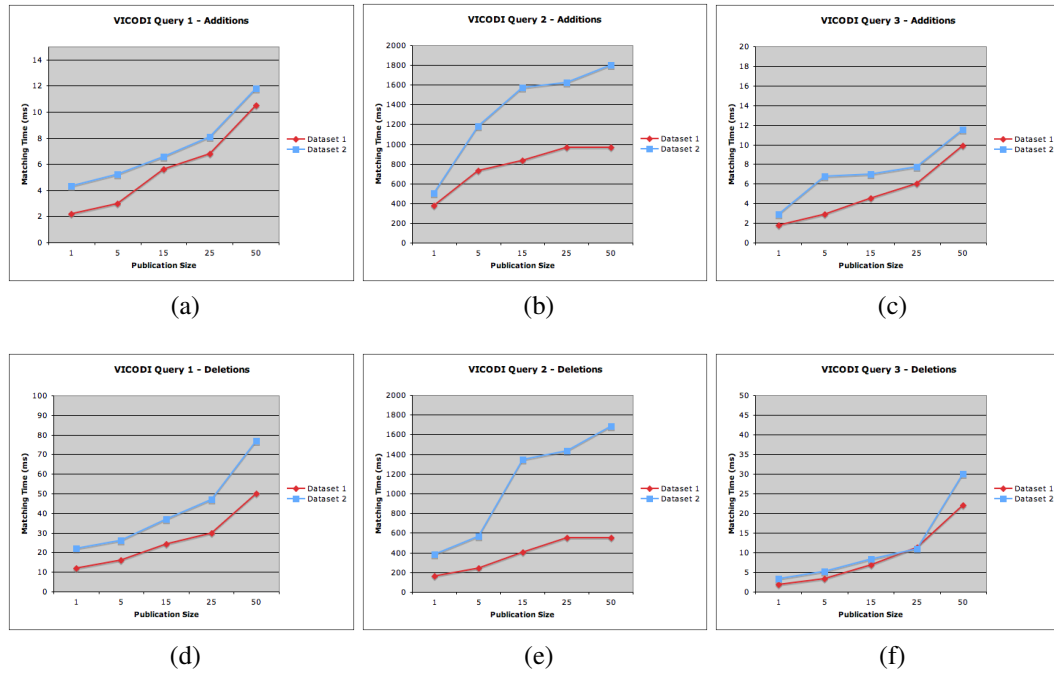 VICODI Query 1 - Additions
Matching Time (ms)
14
12
10
8
6
4
2
0
1 5 15 25 50
Publication Size
Dataset 1
Dataset 2
(a)
VICODI Query 2 - Additions
Matching Time (ms)
2000
1800
1600
1400
1200
1000
800
600
400
200
0
1 5 15 25 50
Publication Size
Dataset 1
Dataset 2
(b)
VICODI Query 3 - Additions
Matching Time (ms)
20
18
16
14
12
10
8
6
4
2
0
1 5 15 25 50
Publication Size
Dataset 1
Dataset 2
(c)
VICODI Query 1 - Deletions
Matching Time (ms)
100
90
80
70
60
50
40
30
20
10
0
1 5 15 25 50
Publication Size
Dataset 1
Dataset 2
(d)
VICODI Query 2 - Deletions
Matching Time (ms)
2000
1800
1600
1400
1200
1000
800
600
400
200
0
1 5 15 25 50
Publication Size
Dataset 1
Dataset 2
(e)
VICODI Query 3 - Deletions
Matching Time (ms)
50
45
40
35
30
25
20
15
10
5
0
1 5 15 25 50
Publication Size
Dataset 1
Dataset 2
(f)